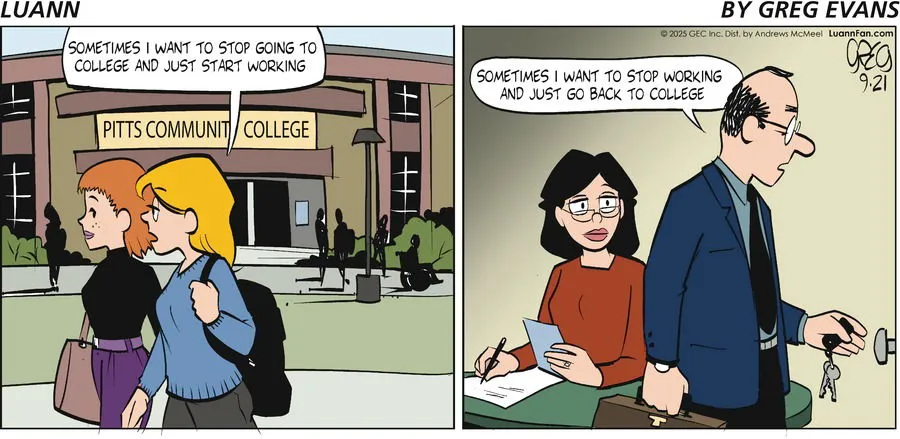 LUANN
BY GREG EVANS
SOMETIMES I WANT TO STOP GOING TO
COLLEGE AND JUST START WORKING
PITTS COMMUNIT COLLEGE
© 2025 GEC Inc. Dist. by Andrews McMeel LuannFan.com
GREG
9·21
SOMETIMES I WANT TO STOP WORKING
AND JUST GO BACK TO COLLEGE